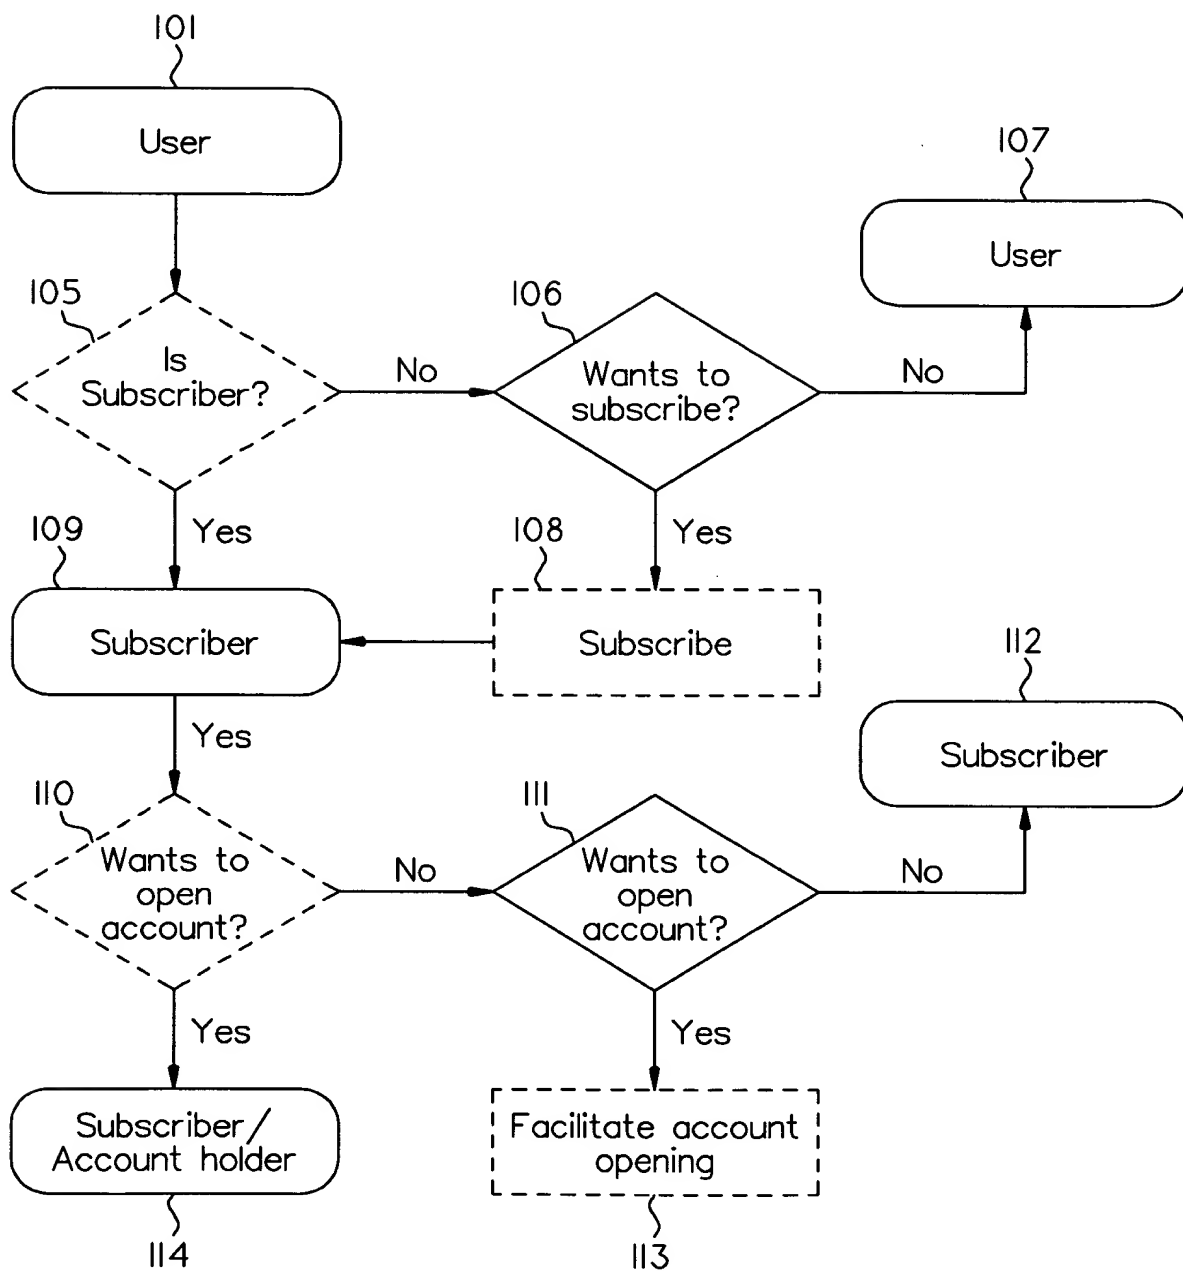 101
User
107
User
105
Is
Subscriber?
No
106
Wants to
subscribe?
No
Yes
109
Subscriber
Yes
108
Subscribe
112
Subscriber
Yes
110
Wants to
open
account?
No
111
Wants to
open
account?
No
Yes
Subscriber/
Account holder
114
Yes
Facilitate account
opening
113